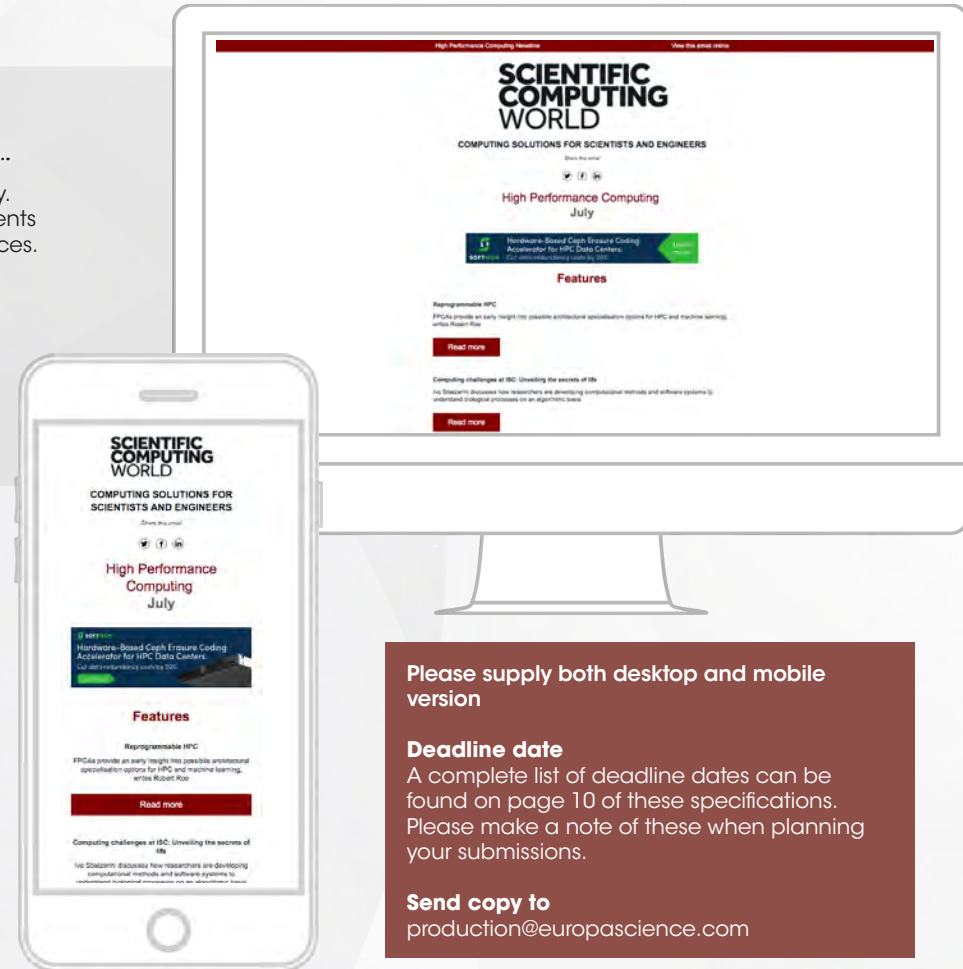 ..
y.
ents
ces.
High Performance Computing Newsline
View this email online
SCIENTIFIC
COMPUTING
WORLD
COMPUTING SOLUTIONS FOR SCIENTISTS AND ENGINEERS
Share this email
High Performance Computing
July
SOFTIRON
Hardware-Based Ceph Erasure Coding
Accelerator for HPC Data Centers.
Features
Reprogrammable HPC
FPGAs provide an early insight into possible architectural specialisation options for HPC and machine learning,
writes Robert Roe
Read more
Computing challenges at ISC: Unveiling the secrets of life
Ivo Sbalzarini discusses how researchers are developing computational methods and software systems to
understand biological processes on an algorithmic basis
Read more
SCIENTIFIC
COMPUTING
WORLD
COMPUTING SOLUTIONS FOR
SCIENTISTS AND ENGINEERS
Share this email
High Performance
Computing
July
SOFTIRON
Hardware-Based Ceph Erasure Coding
Accelerator for HPC Data Centers.
Features
Reprogrammable HPC
FPGAs provide an early insight into possible architectural
specialisation options for HPC and machine learning,
writes Robert Roe
Read more
Computing challenges at ISC: Unveiling the secrets of
life
Ivo Sbalzarini discusses how researchers are developing
computational methods and software systems to
understand biological processes on an algorithmic basis
Please supply both desktop and mobile
version
Deadline date
A complete list of deadline dates can be
found on page 10 of these specifications.
Please make a note of these when planning
your submissions.
Send copy to
production@europascience.com